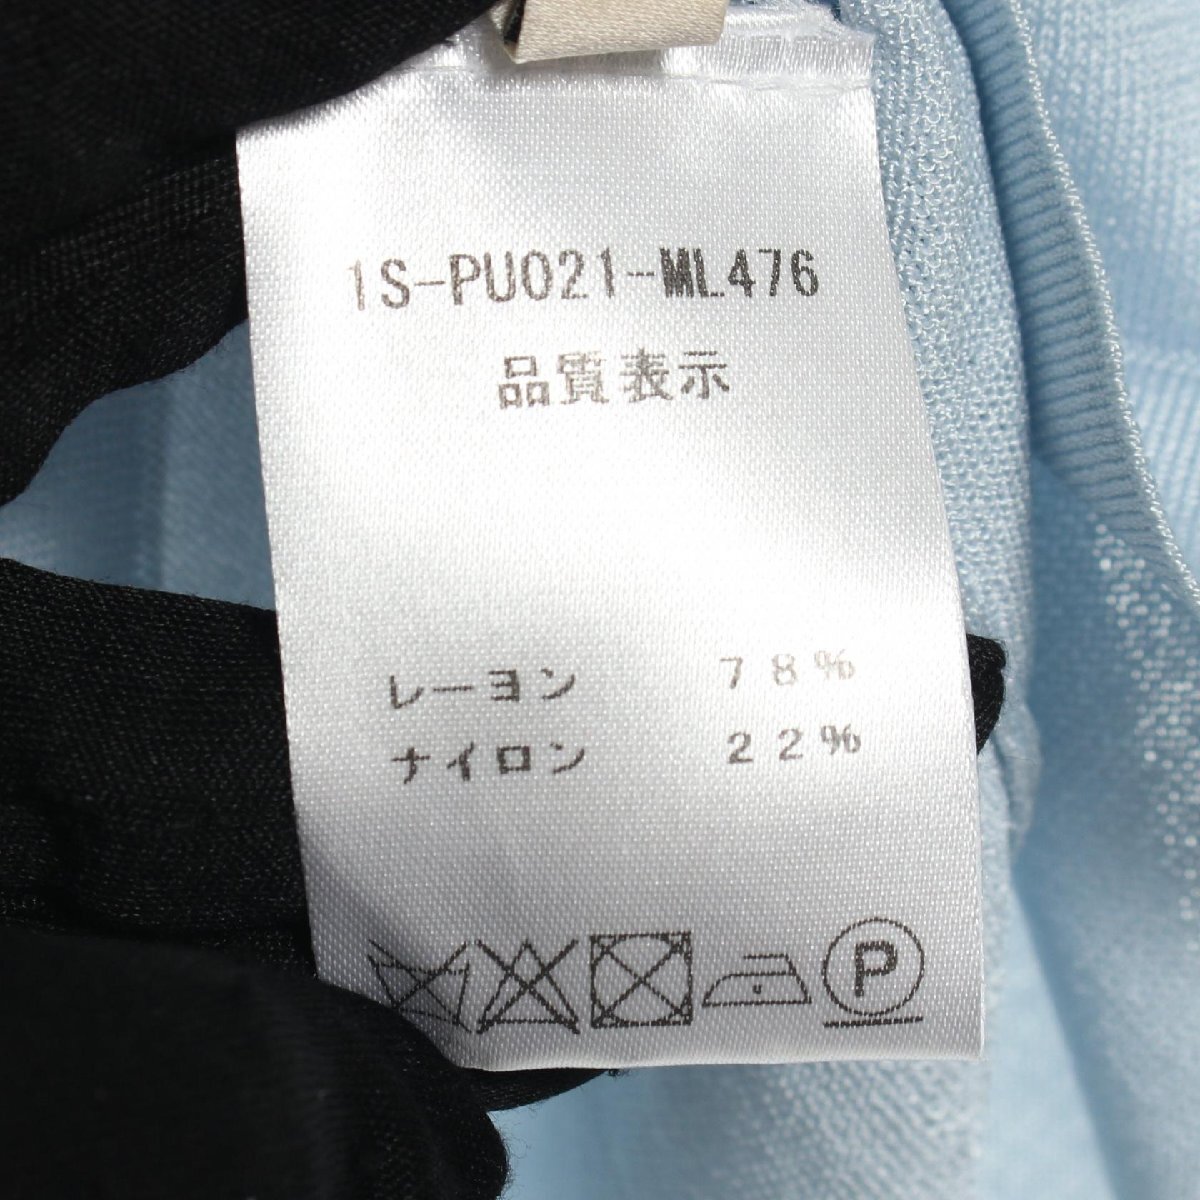 1S-PU021-ML476
品質表示
レーヨン 78%
ナイロン 22%
P